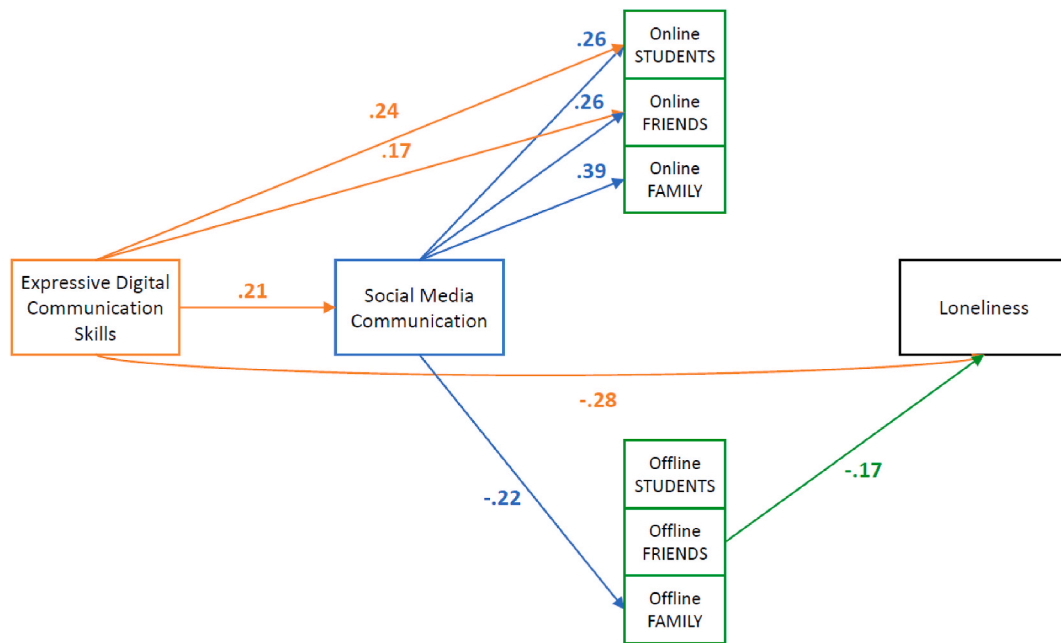 Online
STUDENTS
.26
.24
.26
Online
FRIENDS
.17
.39
Online
FAMILY
Expressive Digital
Communication
Skills
.21
Social Media
Communication
Loneliness
-.28
Offline
STUDENTS
-.17
-.22
Offline
FRIENDS
Offline
FAMILY